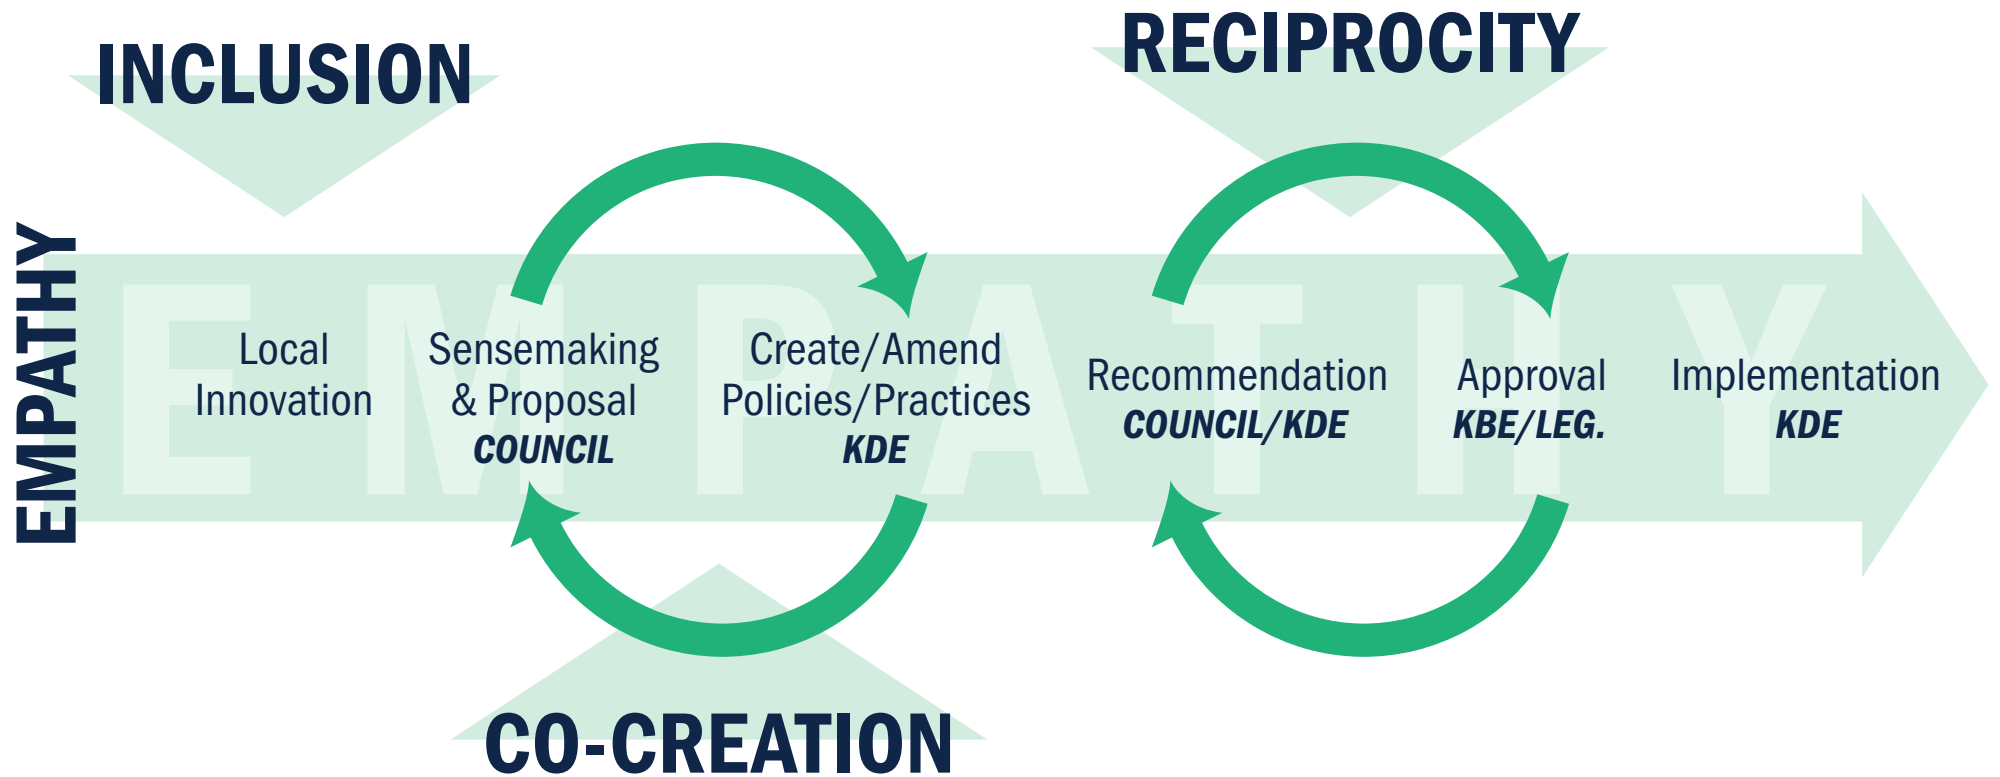 INCLUSION
RECIPROCITY
EMPATHY
EMPATHY
Local
Innovation
Sensemaking
& Proposal
COUNCIL
Create/Amend
Policies/Practices
KDE
Recommendation
COUNCIL/KDE
Approval
KBE/LEG.
Implementation
KDE
CO-CREATION